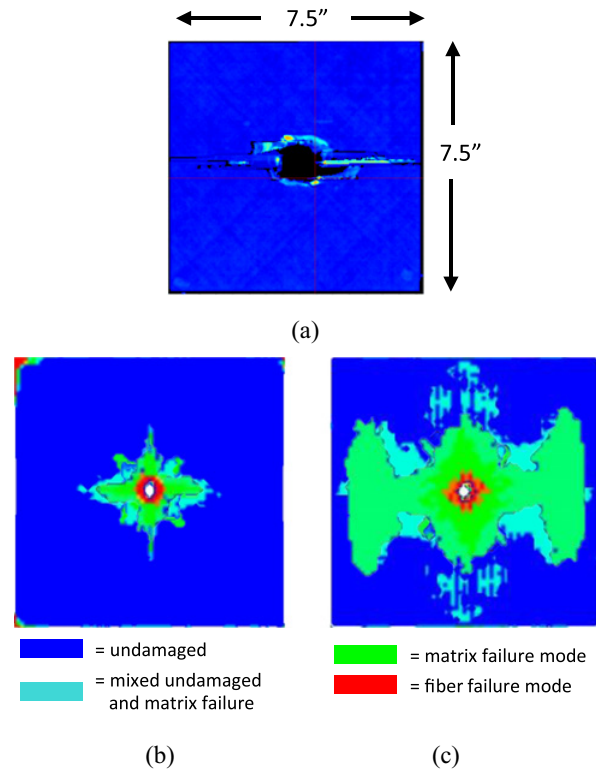 7.5”
7.5”
(a)
= undamaged
= mixed undamaged
and matrix failure
= matrix failure mode
= fiber failure mode
(b)
(c)